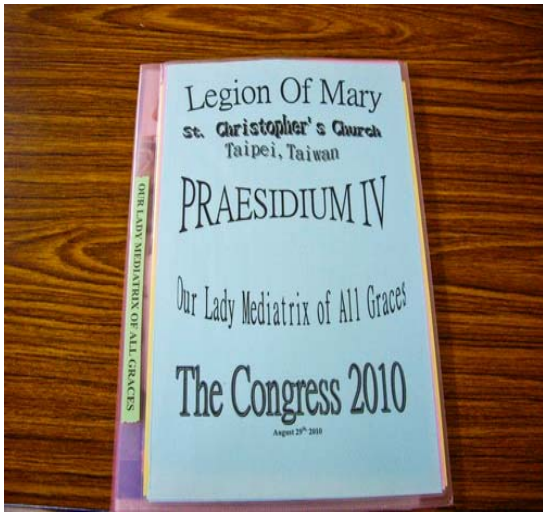 Legion Of Mary
St. Christopher's Church
Taipei, Taiwan
PRAESIDIUM IV
Our Lady Mediatrix of All Graces
The Congress 2010
August 29th 2010
OUR LADY MEDIATRIX OF ALL GRACES